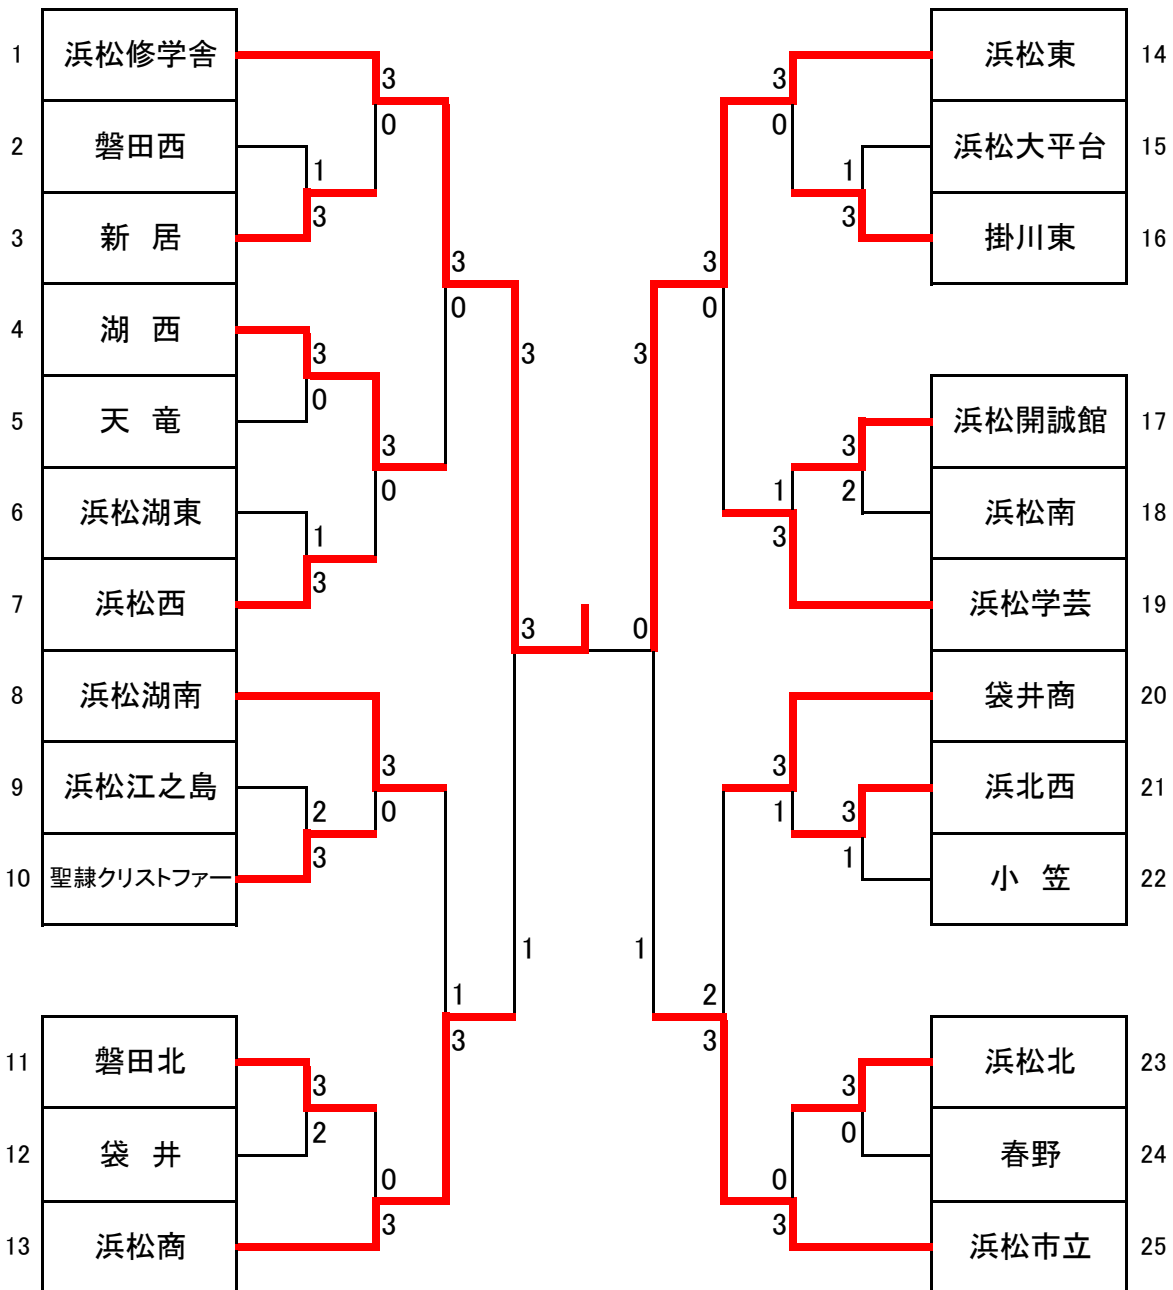 1 浜松修学舎
2 磐田西
3 新 居
4 湖 西
5 天 竜
6 浜松湖東
7 浜松西
8 浜松湖南
9 浜松江之島
10 聖隷クリストファー
11 磐田北
12 袋 井
13 浜松商
3
0
1
3
3
0
3
0
3
0
1
3
3
3
0
2
3
1
1
3
3
2
0
3
3
0
3
0
1
3
3
0
3
3
2
1
3
3
1
3
1
1
2
3
3
0
0
3
浜松東 14
浜松大平台 15
掛川東 16
浜松開誠館 17
浜松南 18
浜松学芸 19
袋井商 20
浜北西 21
小 笠 22
浜松北 23
春野 24
浜松市立 25